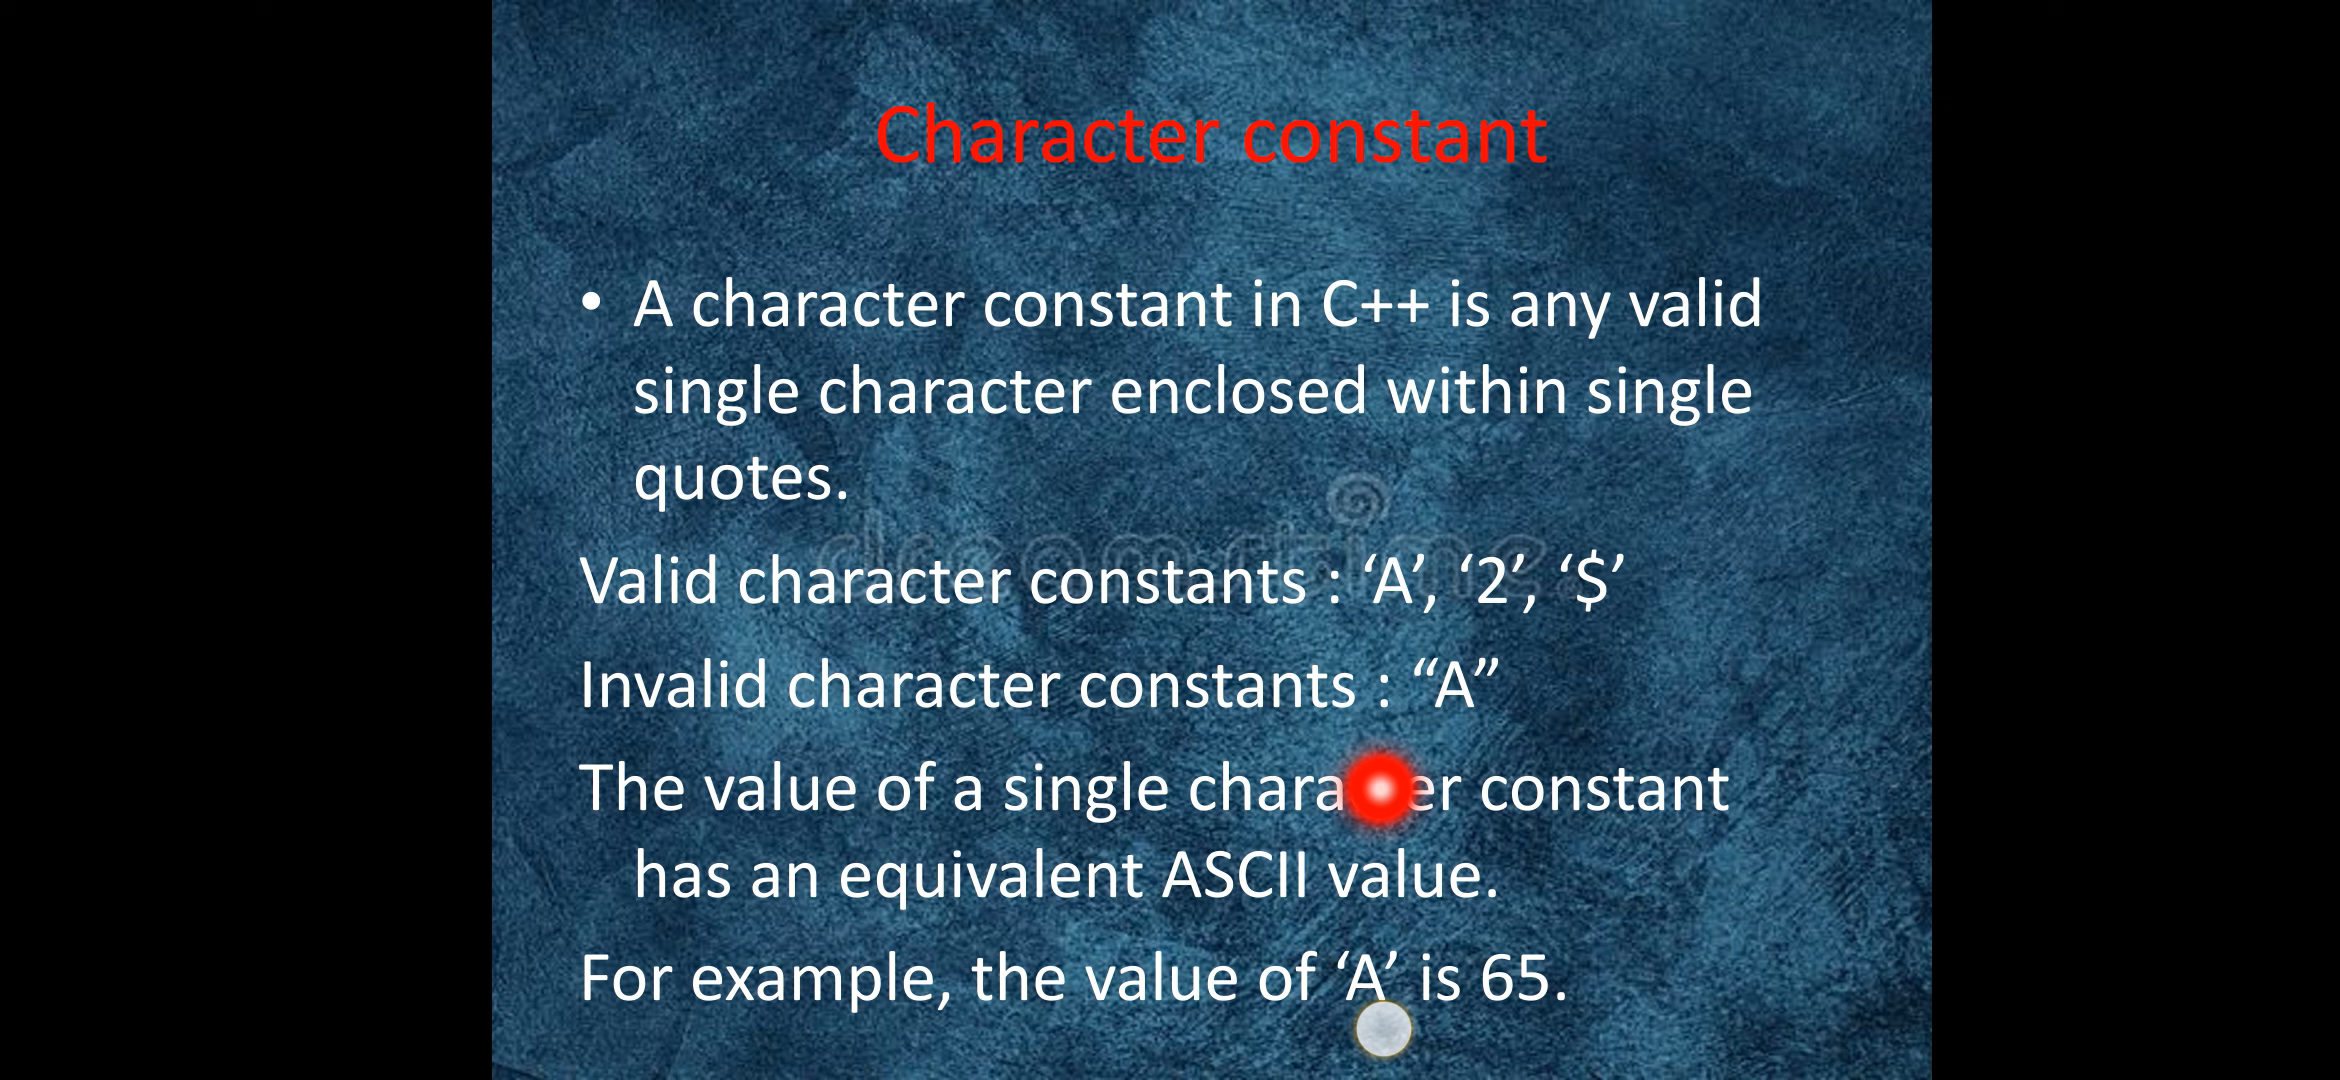 Character constant
• A character constant in C++ is any valid
single character enclosed within single
quotes.
dreamstime
Valid character constants : ‘A’, ‘2’, ‘$’
Invalid character constants : “A”
The value of a single character constant
has an equivalent ASCII value.
For example, the value of ‘A’ is 65.